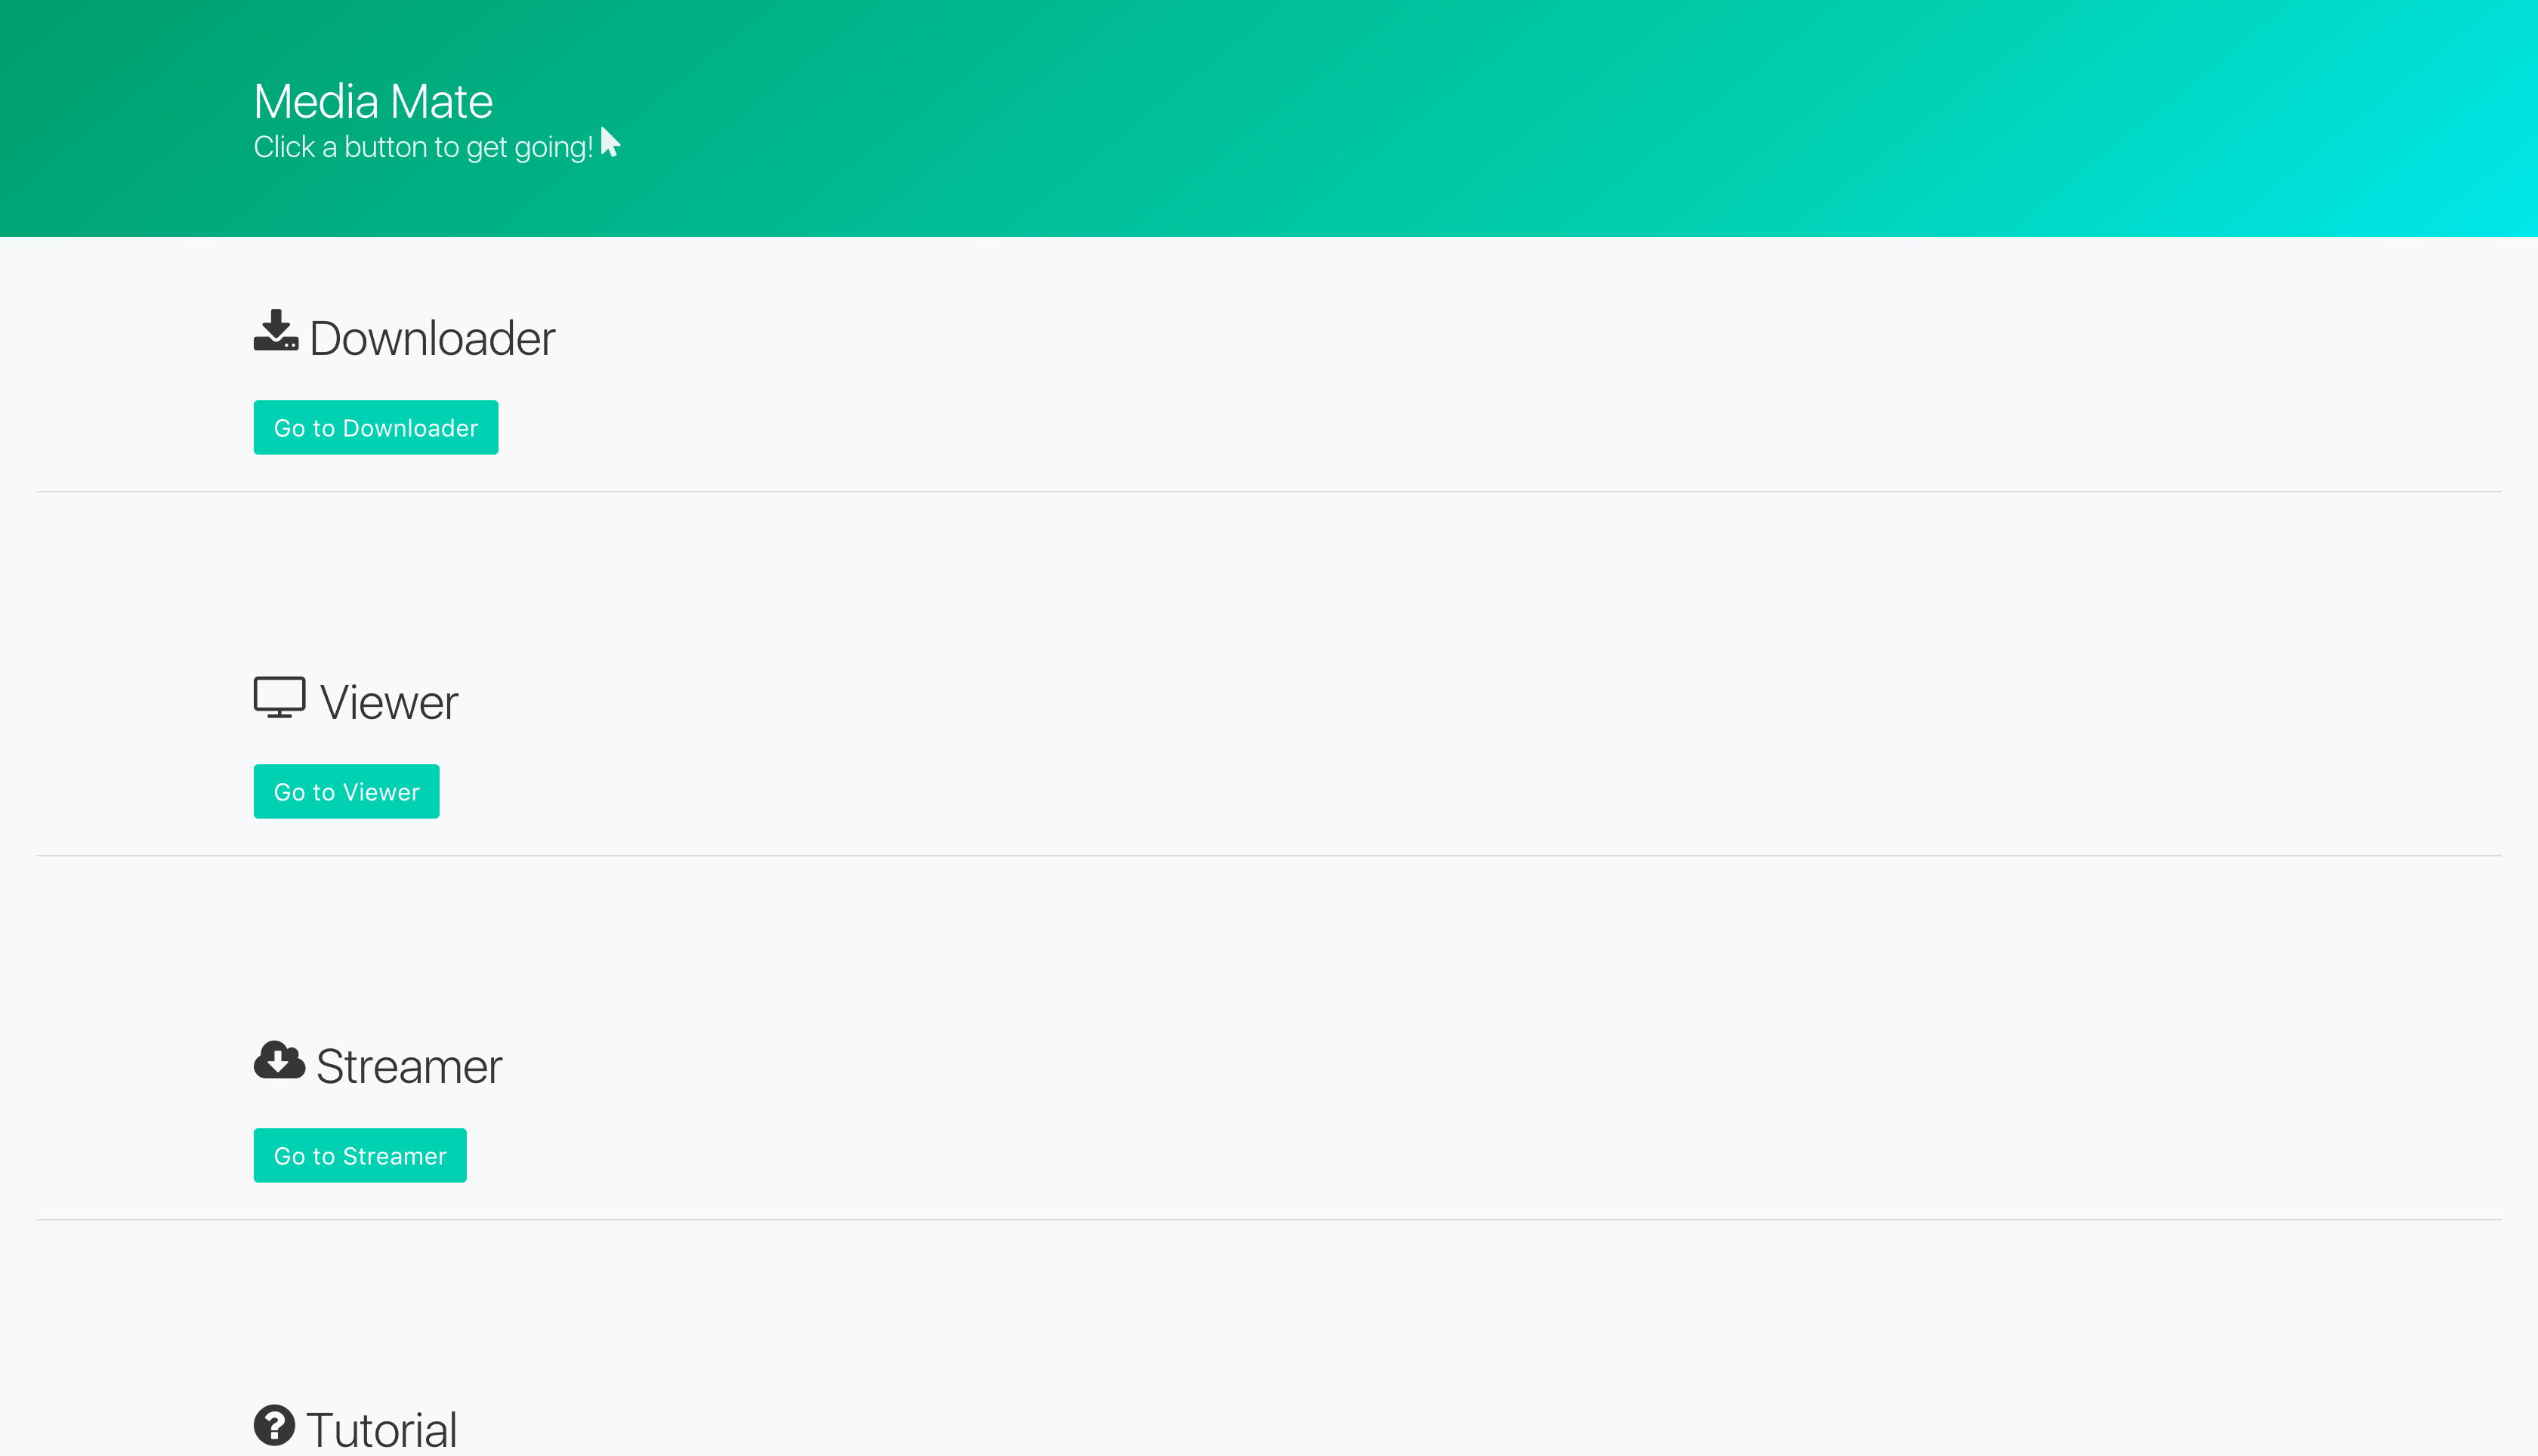 Media Mate
Click a button to get going!
Downloader
Go to Downloader
Viewer
Go to Viewer
Streamer
Go to Streamer
Tutorial